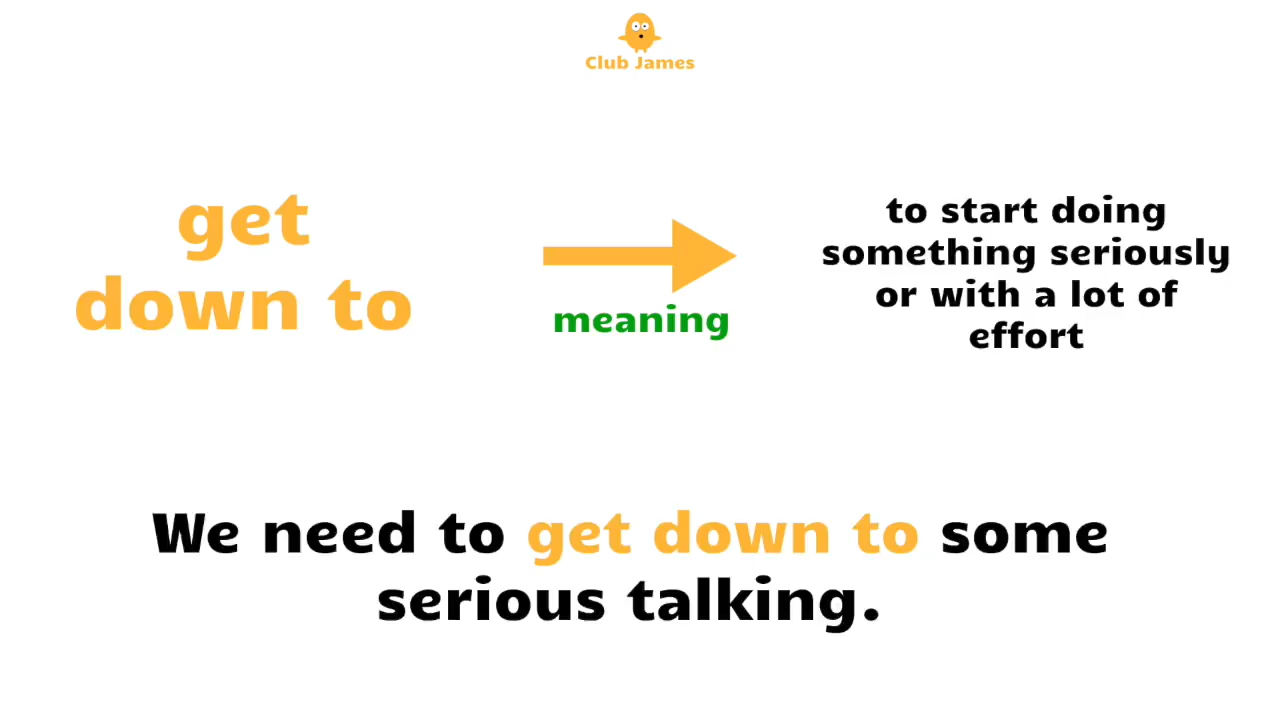 Club James
get
down to
meaning
to start doing
something seriously
or with a lot of
effort
We need to get down to some
serious talking.